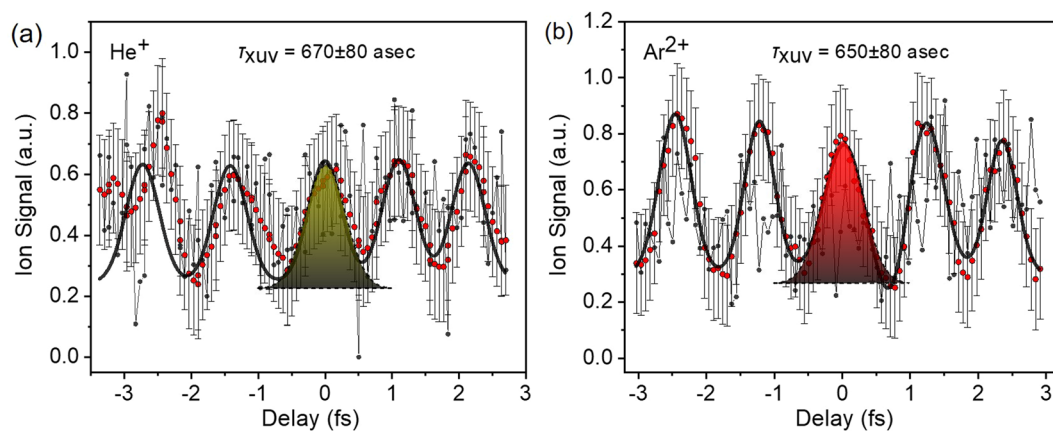 (a)
He+
τxuv = 670±80 asec
Ion Signal (a.u.)
1.0
0.8
0.6
0.4
0.2
0.0
-3 -2 -1 0 1 2 3
Delay (fs)
(b)
Ar2+
τxuv = 650±80 asec
Ion Signal (a.u.)
1.2
1.0
0.8
0.6
0.4
0.2
0.0
-3 -2 -1 0 1 2 3
Delay (fs)